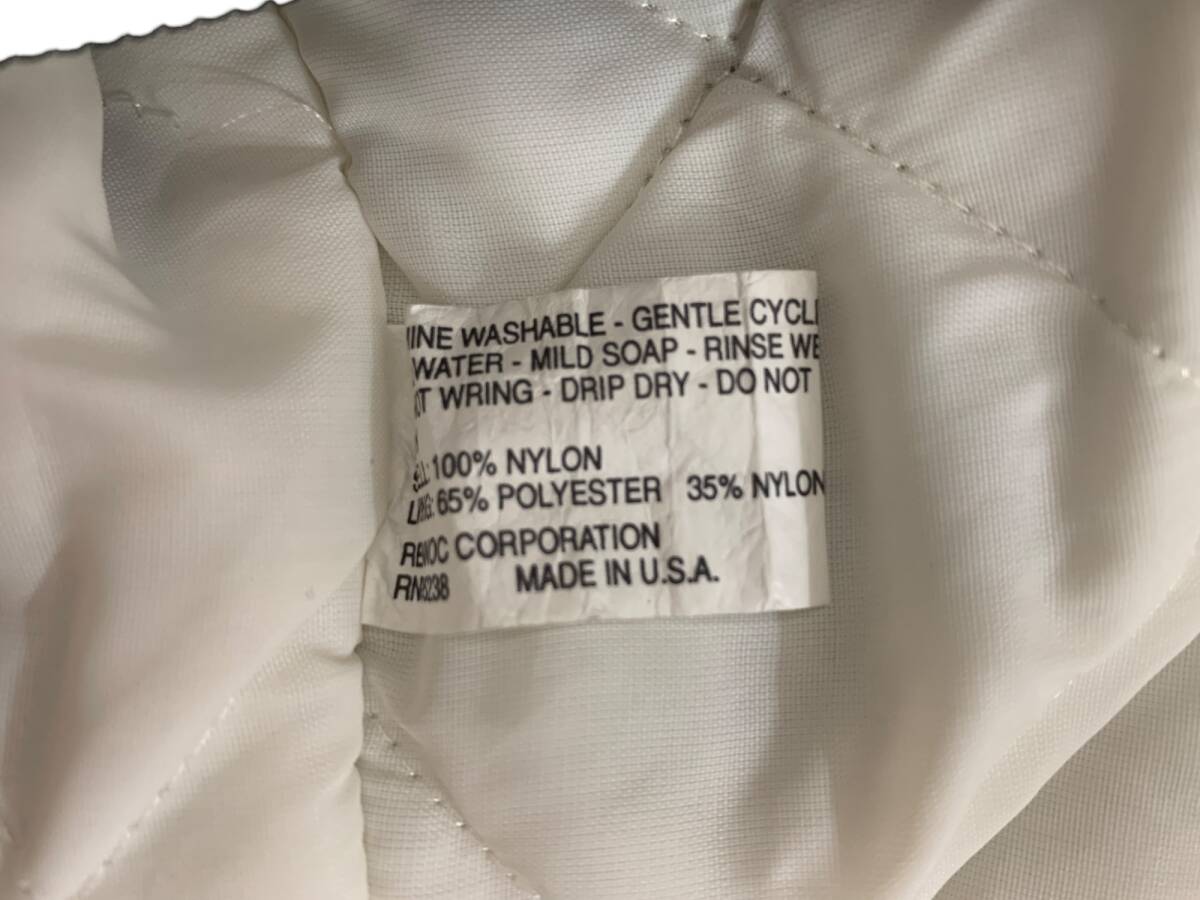 INE WASHABLE - GENTLE CYCL
WATER - MILD SOAP - RINSE WE
OT WRING - DRIP DRY - DO NOT
100% NYLON
65% POLYESTER 35% NYLON
CORPORATION
MADE IN U.S.A.